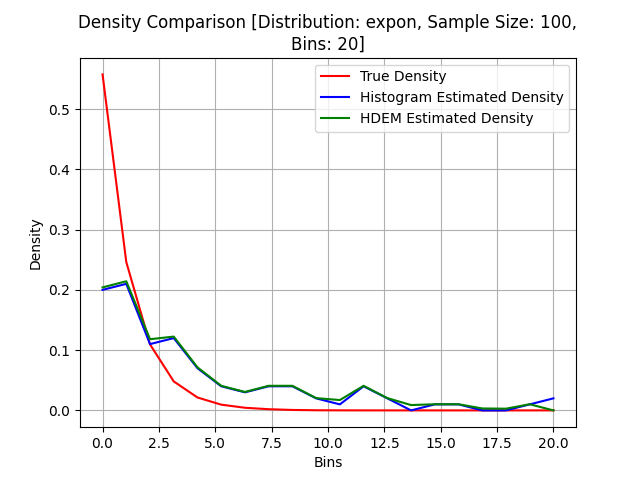 Density Comparison [Distribution: expon, Sample Size: 100,
Bins: 20]
True Density
Histogram Estimated Density
HDEM Estimated Density
Density
0.5
0.4
0.3
0.2
0.1
0.0
0.0 2.5 5.0 7.5 10.0 12.5 15.0 17.5 20.0
Bins